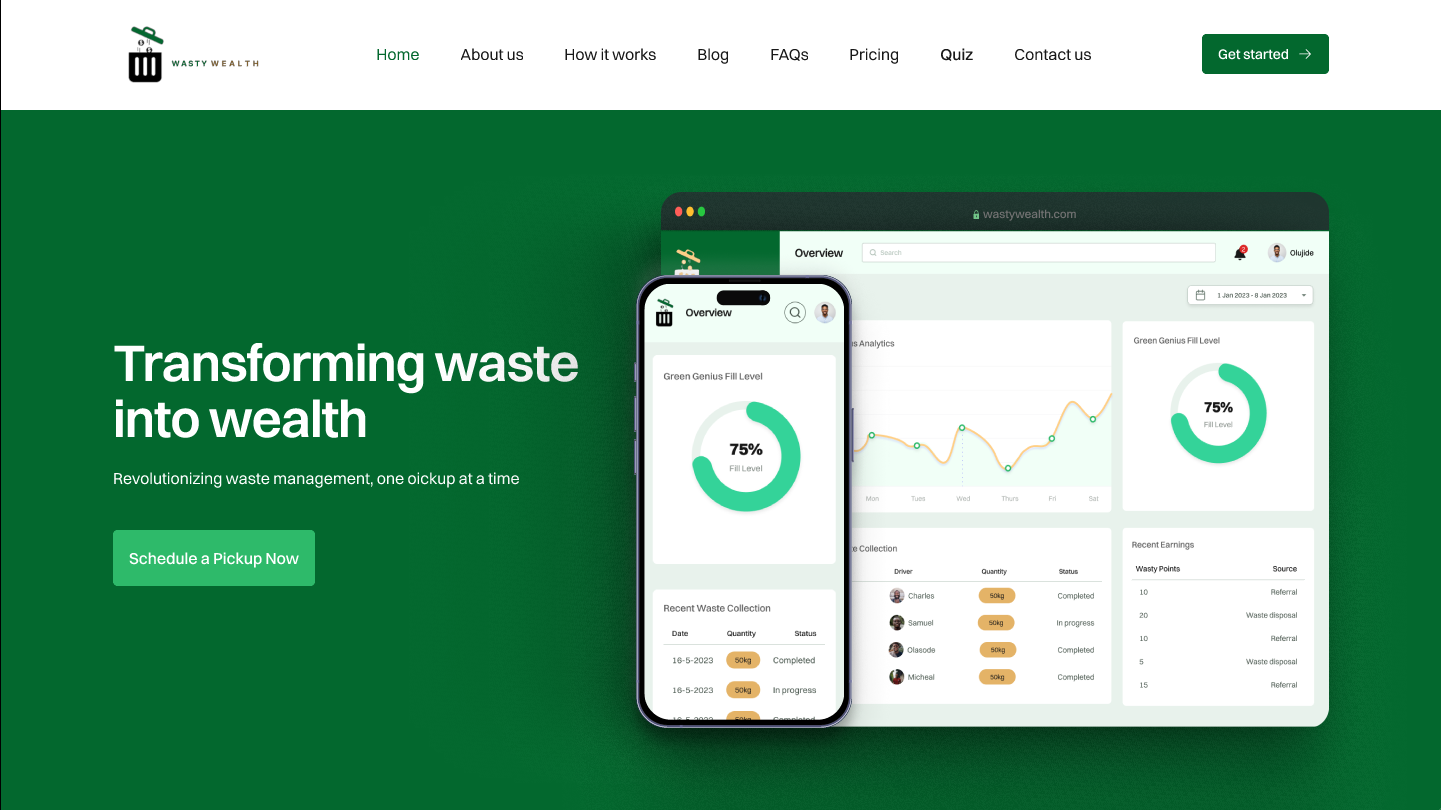 WASTY WEALTH
Home
About us
How it works
Blog
FAQs
Pricing
Quiz
Contact us
Get started
Transforming waste
into wealth
Revolutionizing waste management, one oickup at a time
Schedule a Pickup Now
wastywealth.com
Overview
Search
2
Olujide
1 Jan 2023 - 8 Jan 2023
s Analytics
Mon
Tues
Wed
Thurs
Fri
Sat
Green Genius Fill Level
75%
Fill Level
e Collection
Driver Quantity Status
Charles 50kg Completed
Samuel 50kg In progress
Olasode 50kg Completed
Micheal 50kg Completed
Recent Earnings
Wasty Points Source
10 Referral
20 Waste disposal
10 Referral
5 Waste disposal
15 Referral
Overview
Green Genius Fill Level
75%
Fill Level
Recent Waste Collection
Date Quantity Status
16-5-2023 50kg Completed
16-5-2023 50kg In progress
16-5-2023 50kg Completed